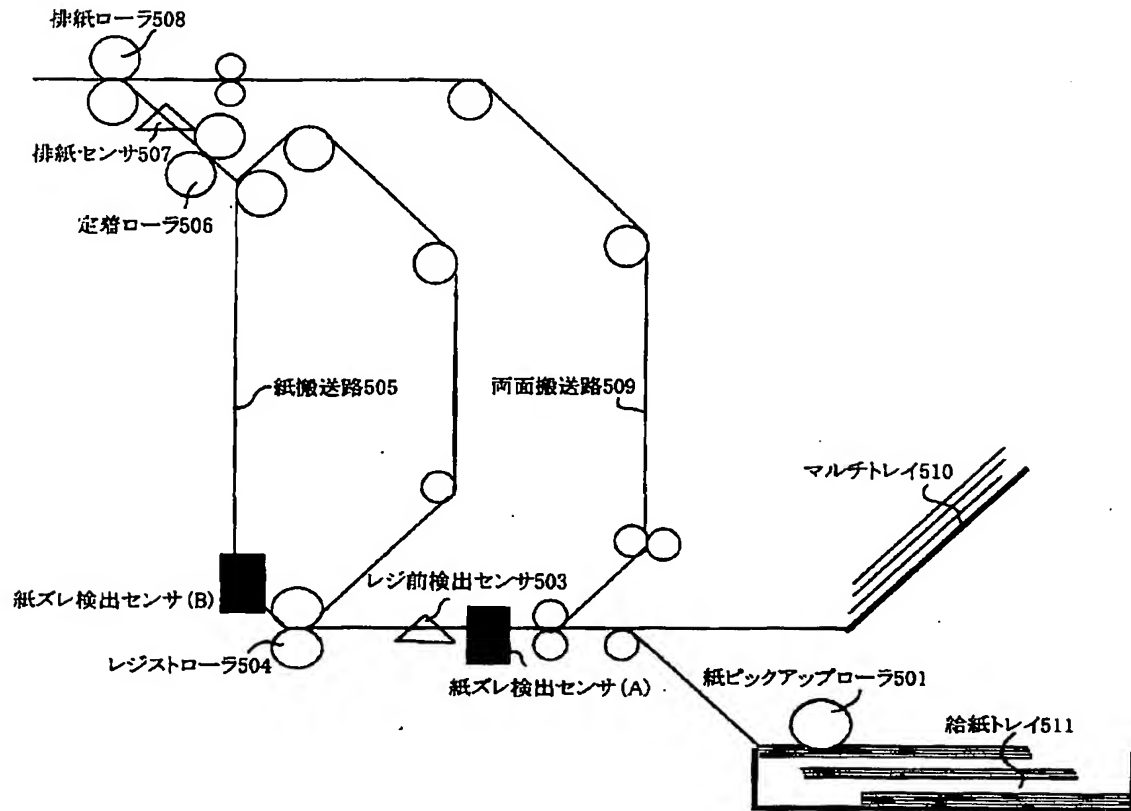 排紙ローラ508
排紙センサ507
定着ローラ506
紙搬送路505
両面搬送路509
マルチトレイ510
レジ前検出センサ503
紙ズレ検出センサ(B)
レジストローラ504
紙ズレ検出センサ(A)
紙ピックアップローラ501
給紙トレイ511